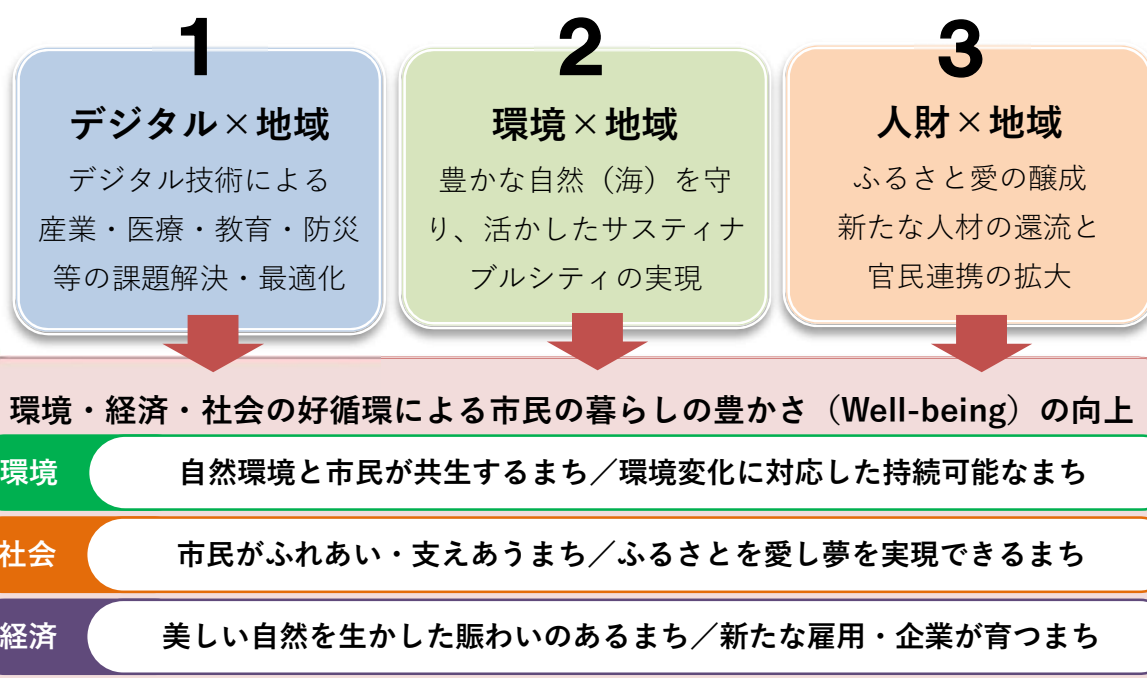 1
デジタル×地域
デジタル技術による
産業・医療・教育・防災
等の課題解決・最適化
2
環境×地域
豊かな自然（海）を守
り、活かしたサスティナ
ブルシティの実現
3
人財×地域
ふるさと愛の醸成
新たな人材の還流と
官民連携の拡大
環境・経済・社会の好循環による市民の暮らしの豊かさ（Well-being）の向上
環境
自然環境と市民が共生するまち／環境変化に対応した持続可能なまち
社会
市民がふれあい・支えあうまち／ふるさとを愛し夢を実現できるまち
経済
美しい自然を生かした賑わいのあるまち／新たな雇用・企業が育つまち